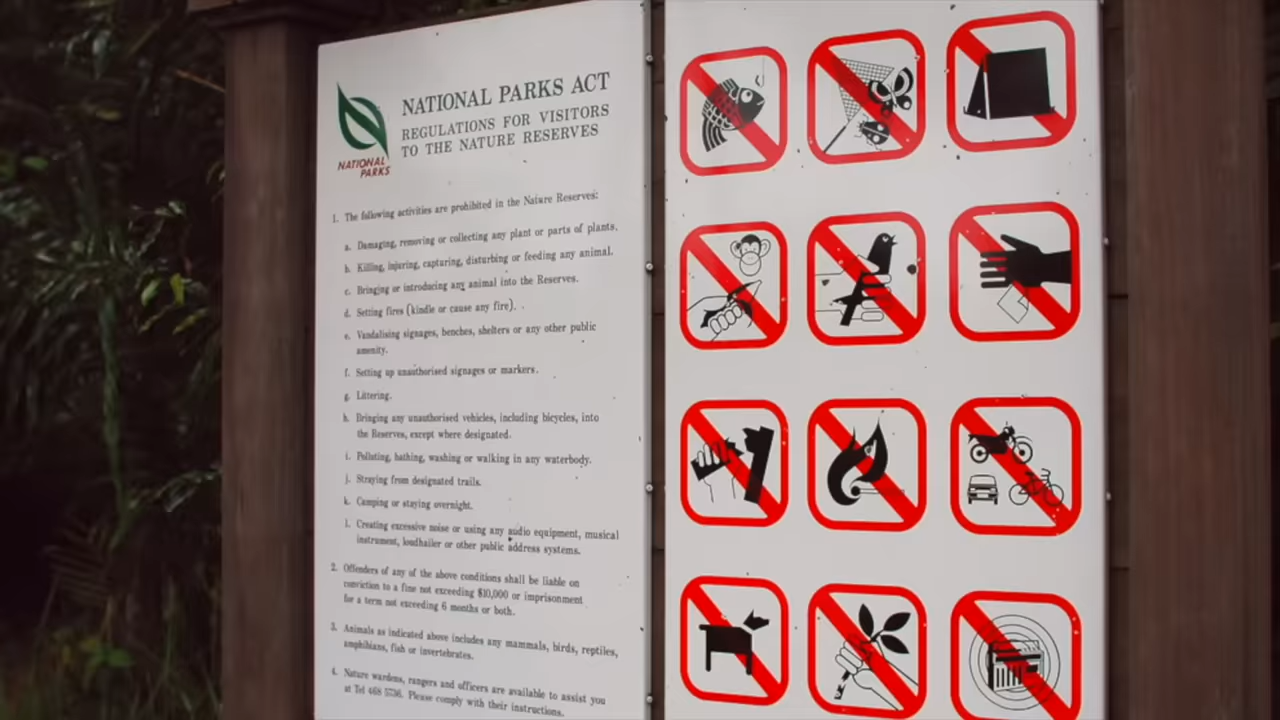 NATIONAL PARKS ACT
REGULATIONS FOR VISITORS
TO THE NATURE RESERVES
NATIONAL
PARKS
1. The following activities are prohibited in the Nature Reserves:
a. Damaging, removing or collecting any plant or parts of plants.
b. Killing, injuring, capturing, disturbing or feeding any animal.
c. Bringing or introducing any animal into the Reserves.
d. Setting fires (kindle or cause any fire).
e. Vandalising signages, benches, shelters or any other public
amenity.
f. Setting up unauthorised signages or markers.
g. Littering.
h. Bringing any unauthorised vehicles, including bicycles, into
the Reserves, except where designated.
i. Polluting, bathing, washing or walking in any waterbody.
j. Straying from designated trails.
k. Camping or staying overnight.
l. Creating excessive noise or using any audio equipment, musical
instrument, loudhailer or other public address systems.
2. Offenders of any of the above conditions shall be liable on
conviction to a fine not exceeding $10,000 or imprisonment
for a term not exceeding 6 months or both.
3. Animals as indicated above includes any mammals, birds, reptiles,
amphibians, fish or invertebrates.
4. Nature wardens, rangers and officers are available to assist you
at Tel 468 5736. Please comply with their instructions.